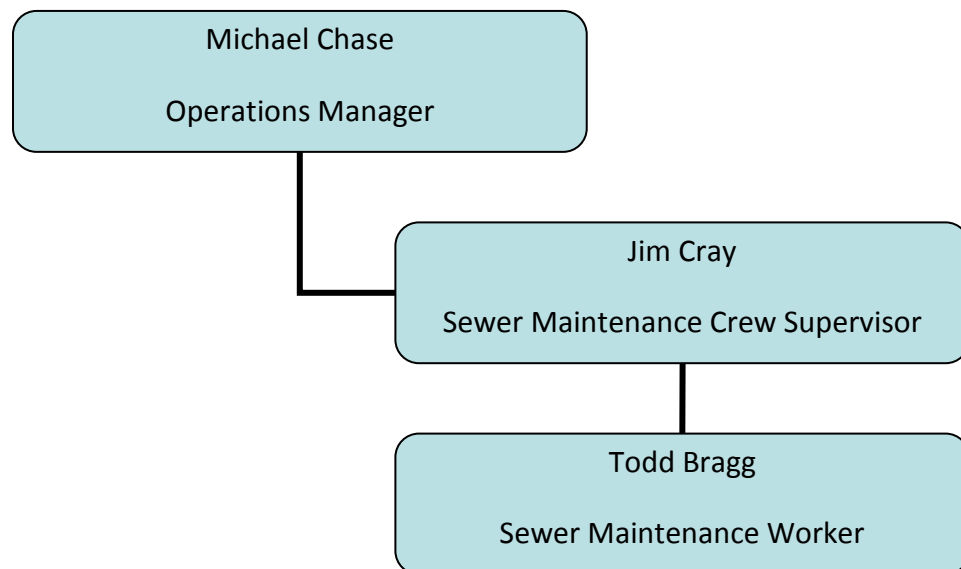 Michael Chase
Operations Manager
Jim Cray
Sewer Maintenance Crew Supervisor
Todd Bragg
Sewer Maintenance Worker